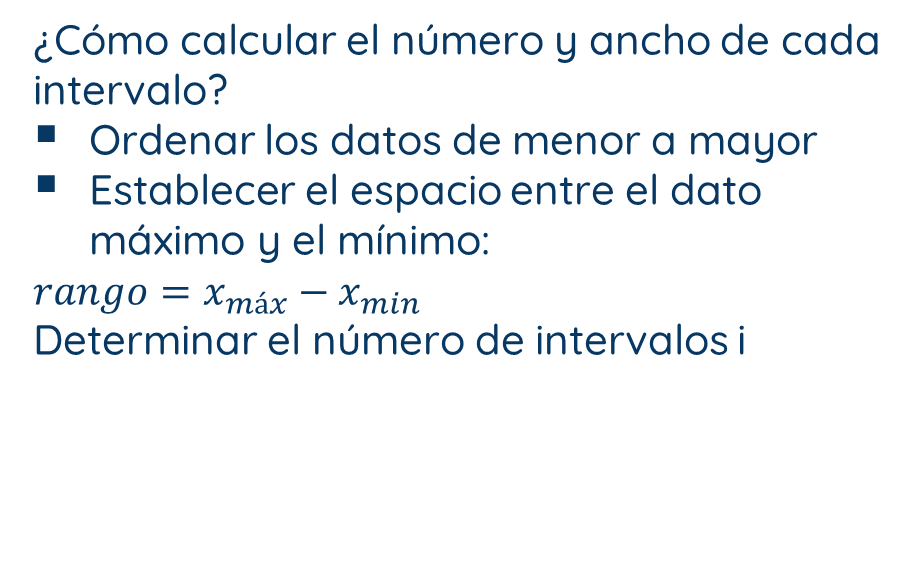 ¿Cómo calcular el número y ancho de cada
intervalo?
▪ Ordenar los datos de menor a mayor
▪ Establecer el espacio entre el dato
máximo y el mínimo:
rango = x_máx − x_min
Determinar el número de intervalos i